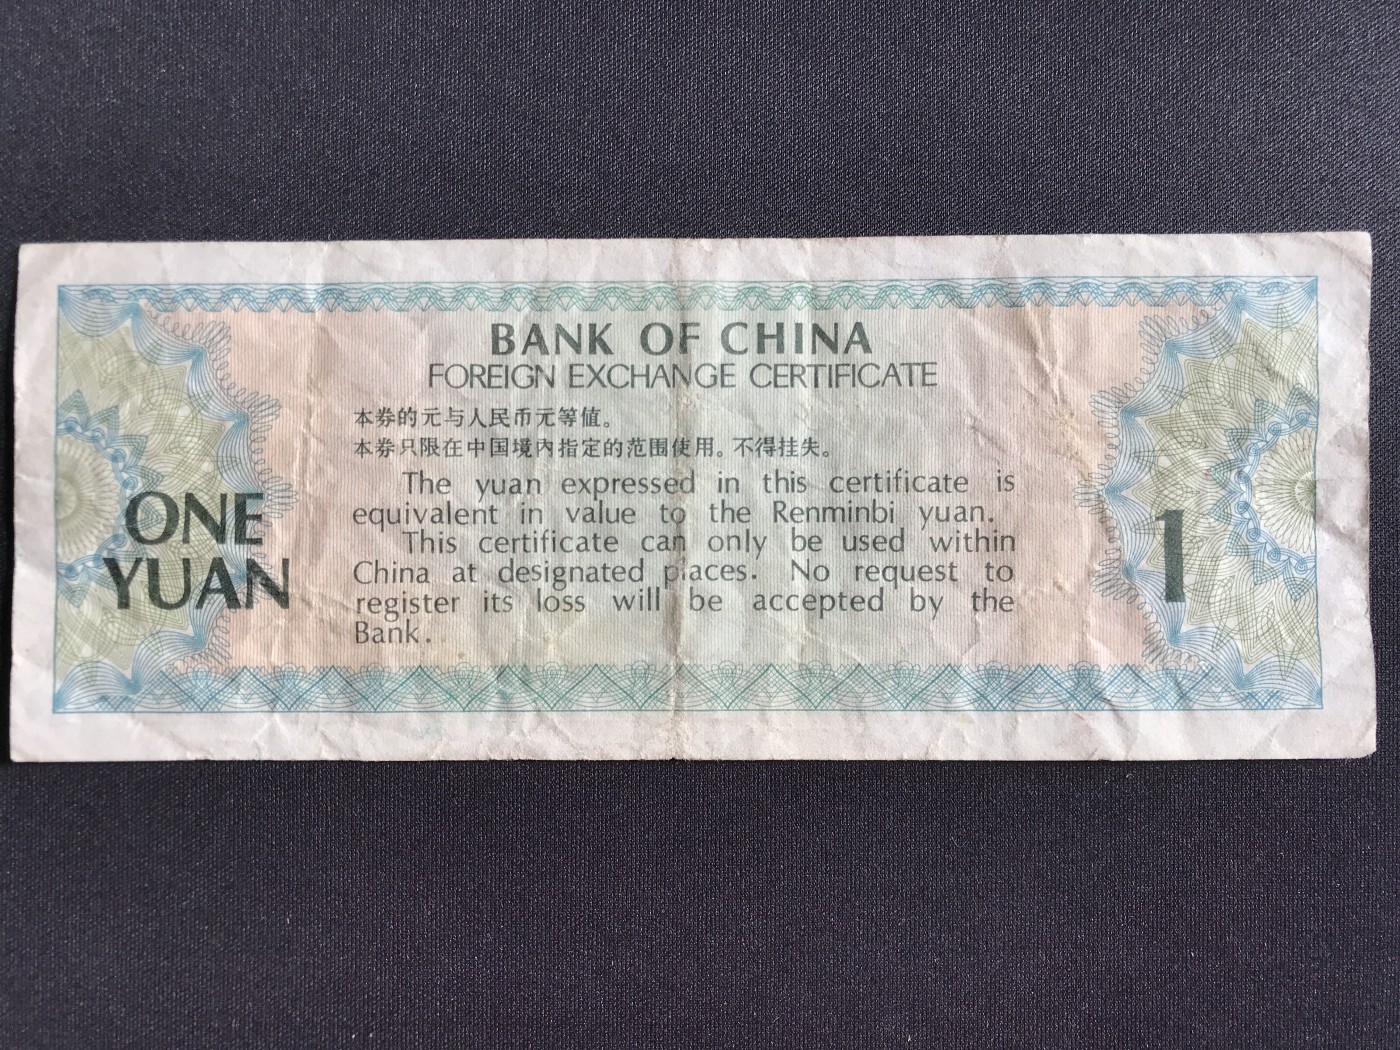 BANK OF CHINA
FOREIGN EXCHANGE CERTIFICATE
本券的元与人民币元等值。
本券只限在中国境内指定的范围使用。不得挂失。
The yuan expressed in this certificate is
equivalent in value to the Renminbi yuan.
This certificate can only be used within
China at designated places. No request to
register its loss will be accepted by the
Bank.
ONE
YUAN
1